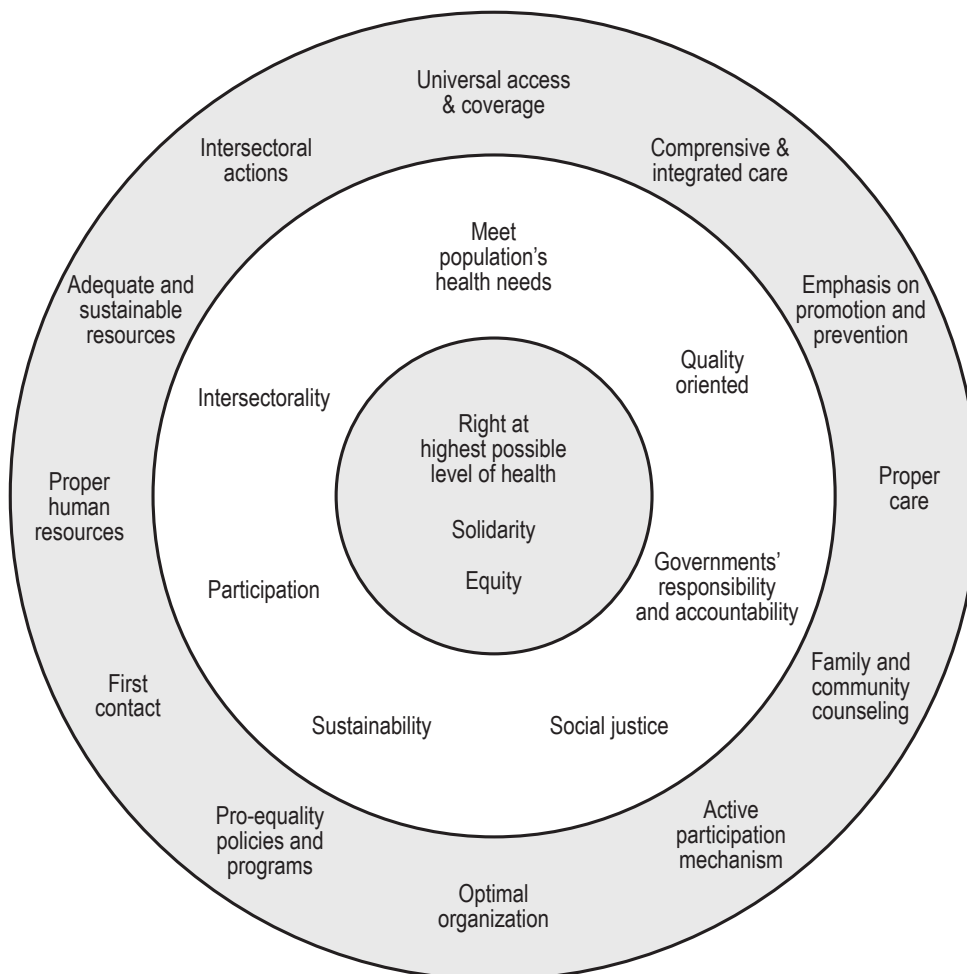 Universal access
& coverage
Comprensive &
integrated care
Emphasis on
promotion and
prevention
Proper
care
Family and
community
counseling
Active
participation
mechanism
Optimal
organization
Pro-equality
policies and
programs
First
contact
Proper
human
resources
Adequate and
sustainable
resources
Intersectoral
actions
Meet
population’s
health needs
Quality
oriented
Governments’
responsibility
and accountability
Social justice
Sustainability
Participation
Intersectorality
Right at
highest possible
level of health
Solidarity
Equity